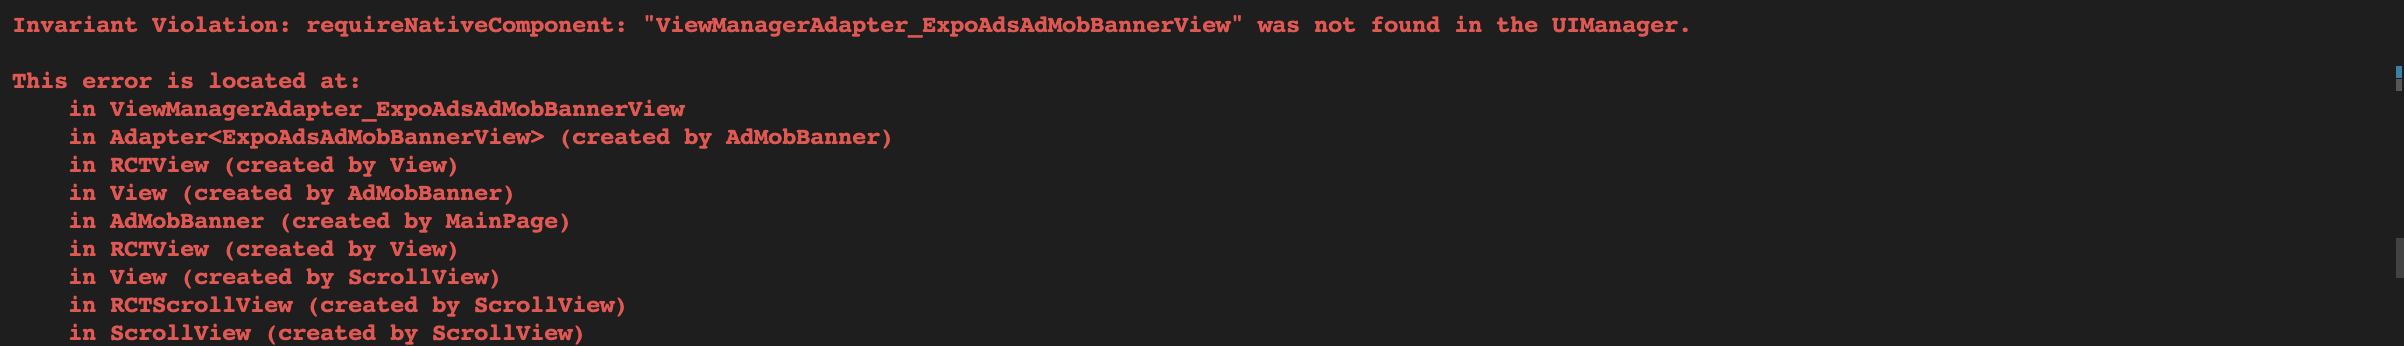 Invariant Violation: requireNativeComponent: "ViewManagerAdapter_ExpoAdsAdMobBannerView" was not found in the UIManager.
This error is located at:
in ViewManagerAdapter_ExpoAdsAdMobBannerView
in Adapter<ExpoAdsAdMobBannerView> (created by AdMobBanner)
in RCTView (created by View)
in View (created by AdMobBanner)
in AdMobBanner (created by MainPage)
in RCTView (created by View)
in View (created by ScrollView)
in RCTScrollView (created by ScrollView)
in ScrollView (created by ScrollView)